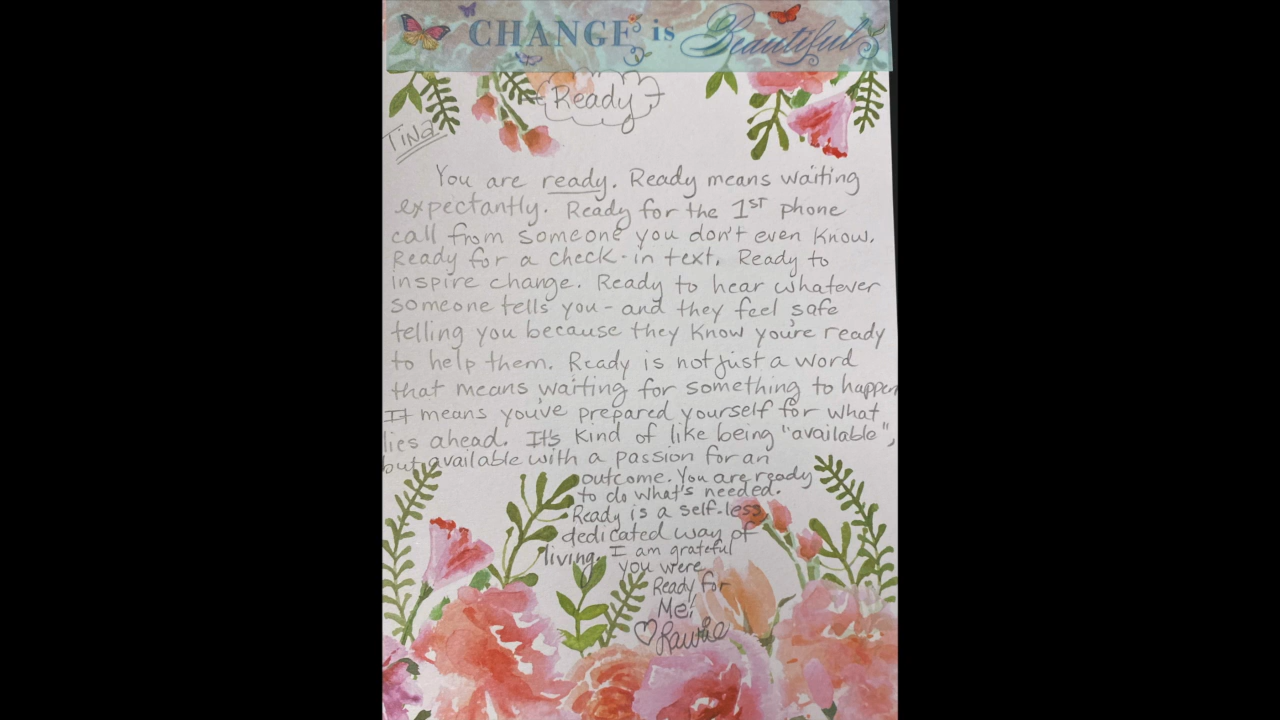 CHANGE is Beautiful
Ready
Tina
You are ready. Ready means waiting
expectantly. Ready for the 1ST phone
call from someone you don't even know.
Ready for a check-in text. Ready to
inspire change. Ready to hear whatever
someone tells you - and they feel safe
telling you because they know you're ready
to help them. Ready is not just a word
that means waiting for something to happen
It means you've prepared yourself for what
lies ahead. It's kind of like being "available",
but available with a passion for an
outcome. You are ready
to do what's needed.
Ready is a self-less,
dedicated way of
living. I am grateful
you were
Ready for
Me!